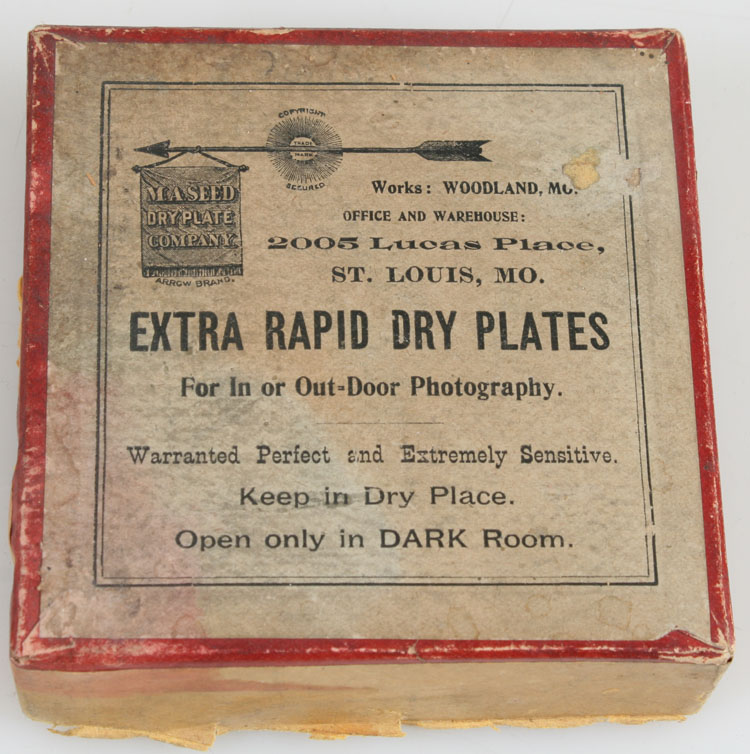 COPYRIGHT
TRADE
MARK
SECURED
M.A. SEED
DRY PLATE
COMPANY.
ARROW BRAND.
Works: WOODLAND, MO.
OFFICE AND WAREHOUSE:
2005 Lucas Place,
ST. LOUIS, MO.
EXTRA RAPID DRY PLATES
For In or Out-Door Photography.
Warranted Perfect and Extremely Sensitive.
Keep in Dry Place.
Open only in DARK Room.